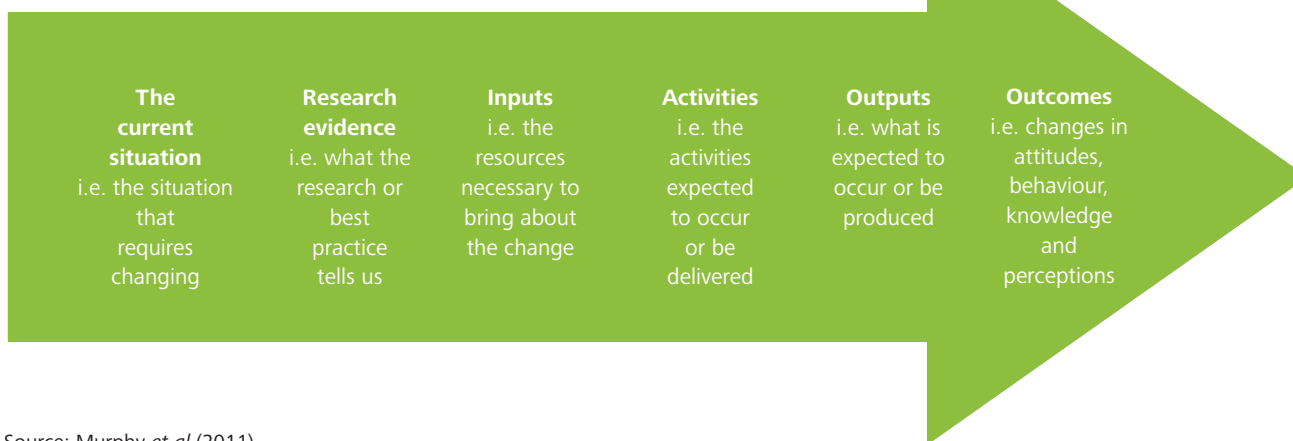 The
current
situation
i.e. the situation
that
requires
changing
Research
evidence
i.e. what the
research or
best
practice
tells us
Inputs
i.e. the
resources
necessary to
bring about
the change
Activities
i.e. the
activities
expected
to occur
or be
delivered
Outputs
i.e. what is
expected to
occur or be
produced
Outcomes
i.e. changes in
attitudes,
behaviour,
knowledge
and
perceptions
Source: Murphy et al (2011)